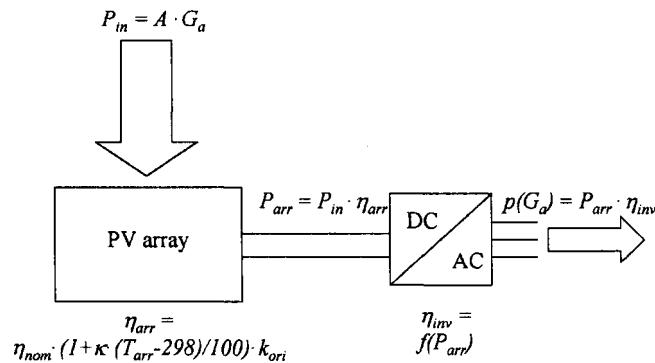 P_in = A · G_a
PV array
P_arr = P_in · η_arr
DC
AC
p(G_a) = P_arr · η_inv
η_arr =
η_nom · (1+κ·(T_arr-298)/100) · k_ori
η_inv =
f(P_arr)